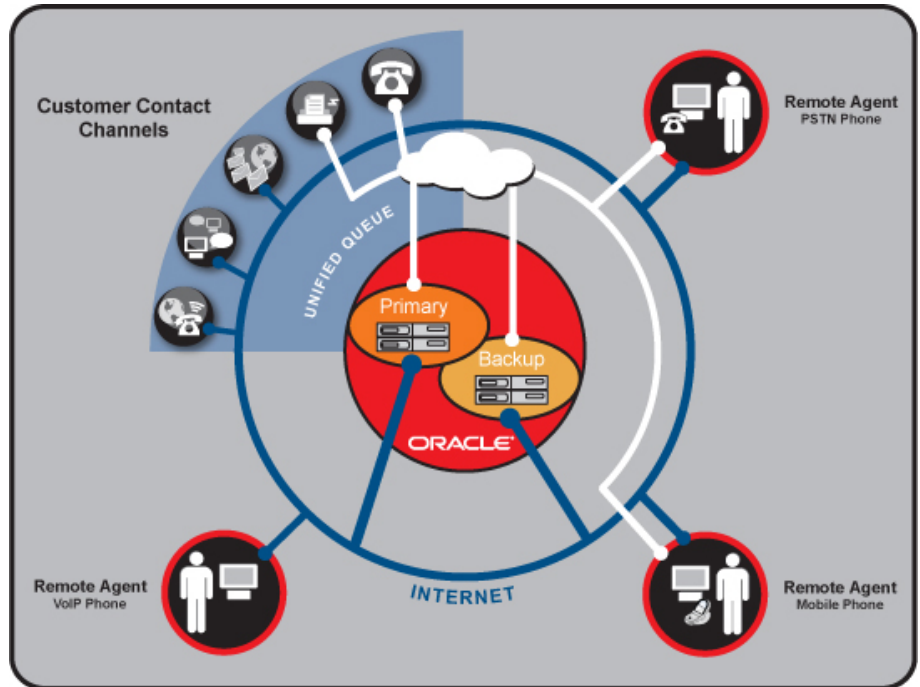 Customer Contact
Channels
UNIFIED QUEUE
Remote Agent
PSTN Phone
Primary
Backup
ORACLE®
Remote Agent
VoIP Phone
INTERNET
Remote Agent
Mobile Phone